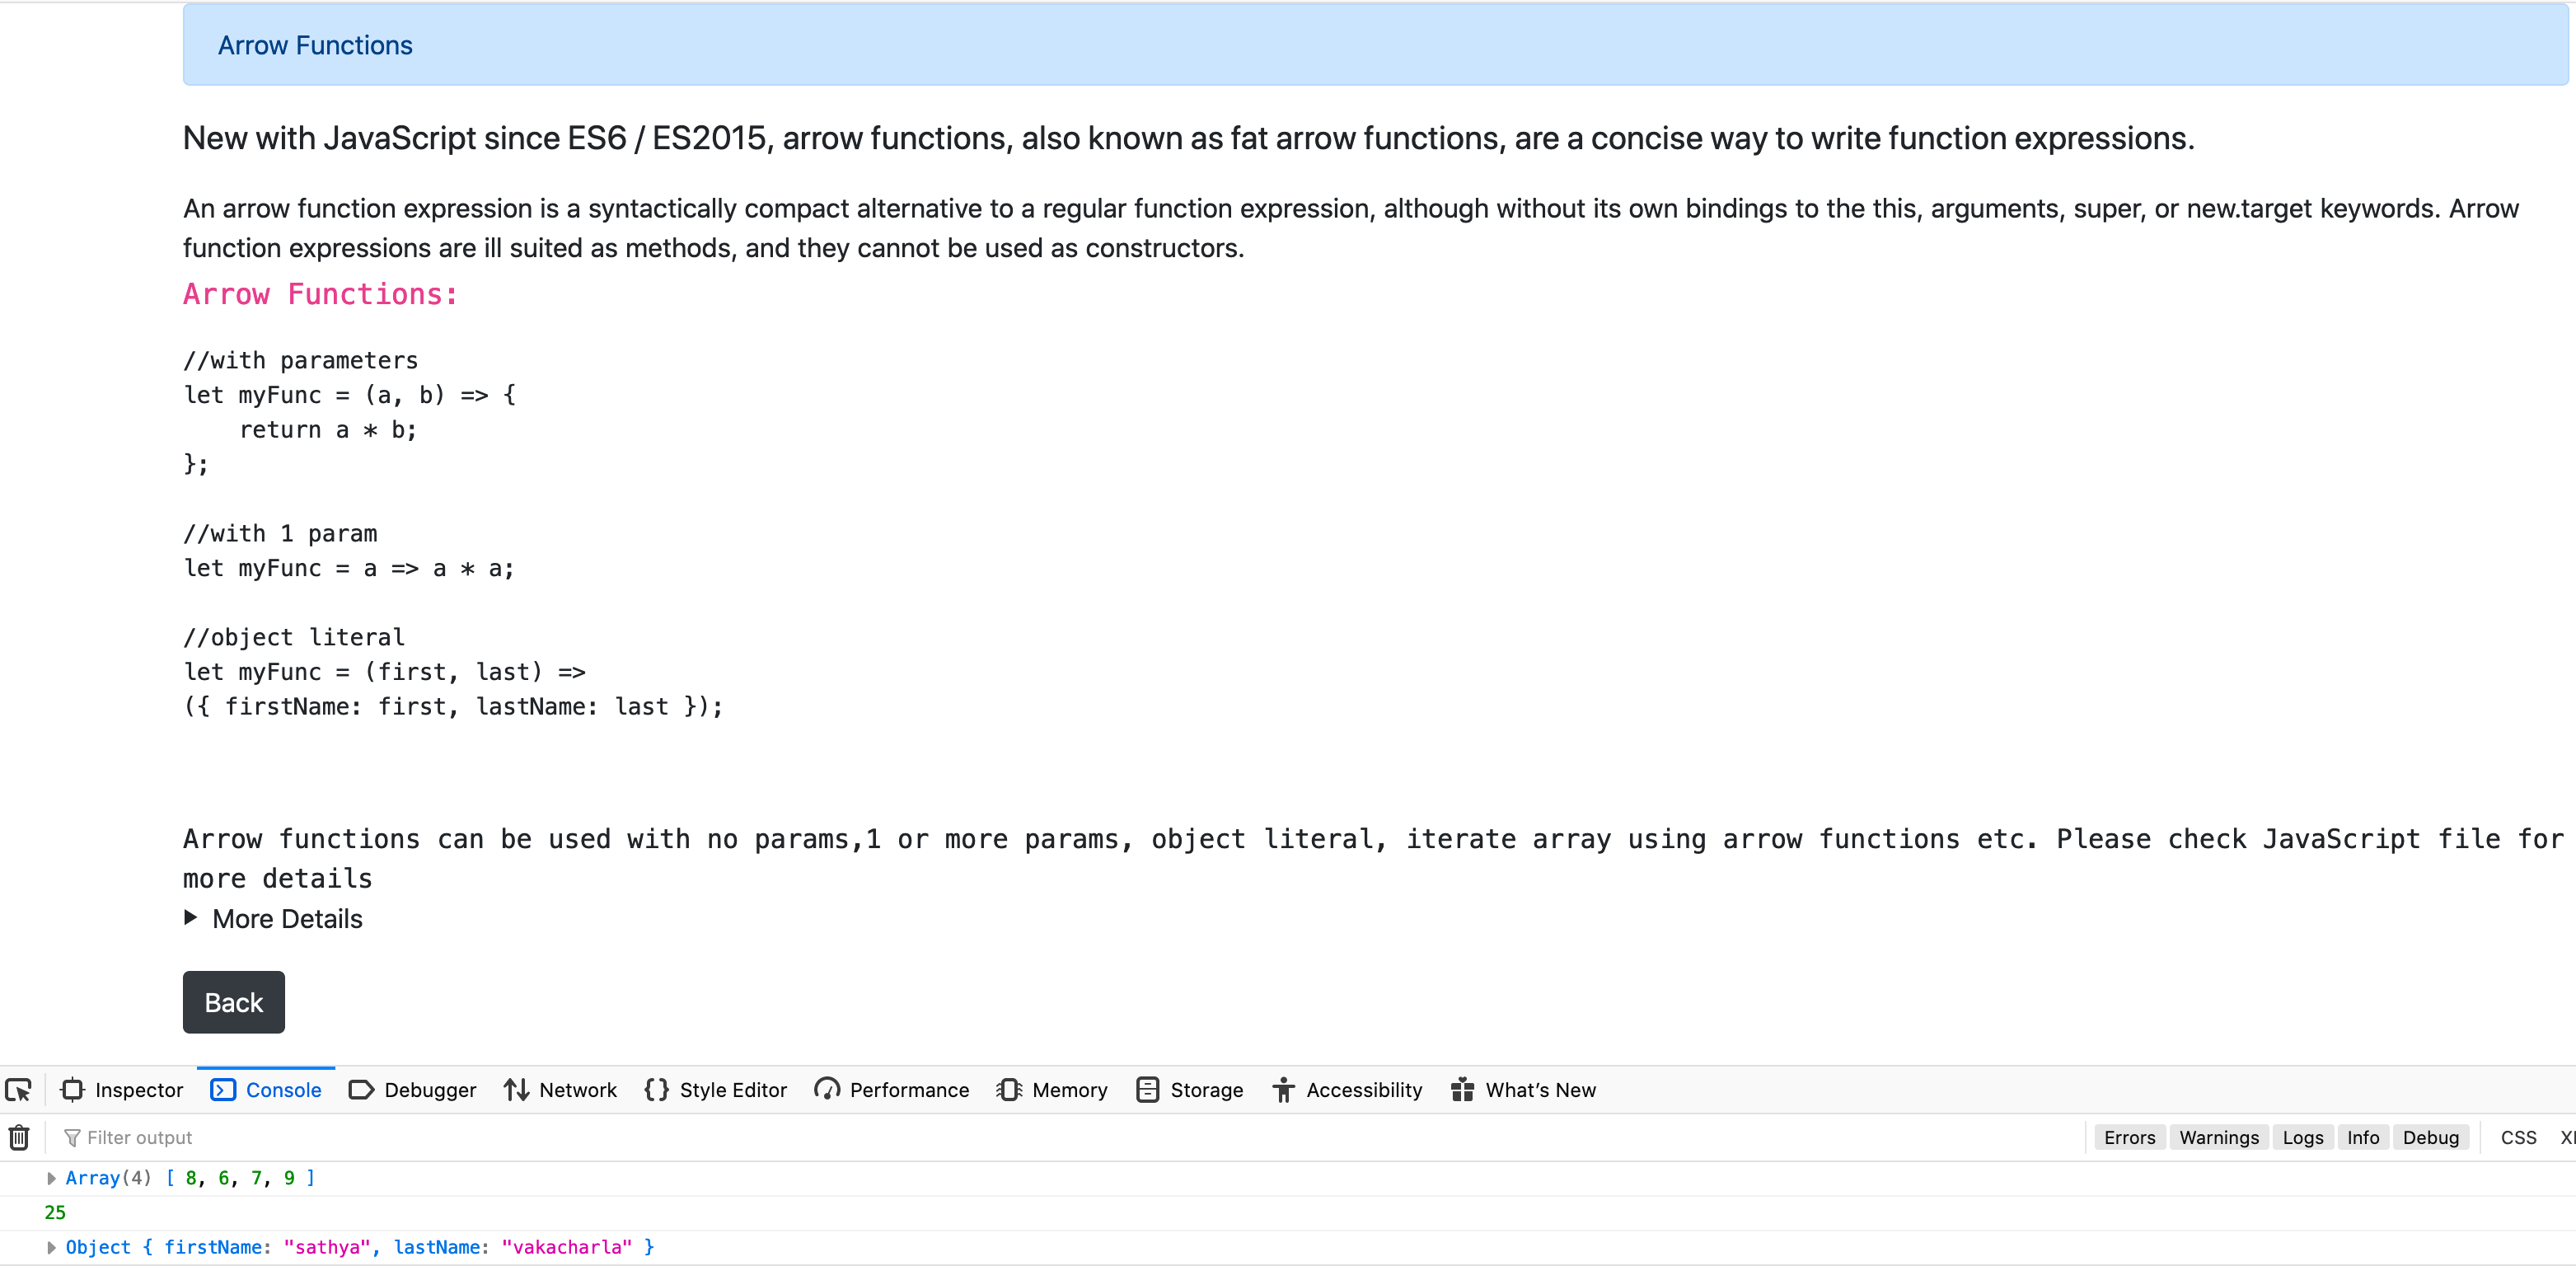 Arrow Functions
New with JavaScript since ES6 / ES2015, arrow functions, also known as fat arrow functions, are a concise way to write function expressions.
An arrow function expression is a syntactically compact alternative to a regular function expression, although without its own bindings to the this, arguments, super, or new.target keywords. Arrow
function expressions are ill suited as methods, and they cannot be used as constructors.
Arrow Functions:
//with parameters
let myFunc = (a, b) => {
    return a * b;
};
//with 1 param
let myFunc = a => a * a;
//object literal
let myFunc = (first, last) =>
({ firstName: first, lastName: last });
Arrow functions can be used with no params,1 or more params, object literal, iterate array using arrow functions etc. Please check JavaScript file for
more details
More Details
Back
Inspector Console Debugger Network Style Editor Performance Memory Storage Accessibility What's New
Filter output Errors Warnings Logs Info Debug CSS
Array(4) [ 8, 6, 7, 9 ]
25
Object { firstName: "sathya", lastName: "vakacharla" }